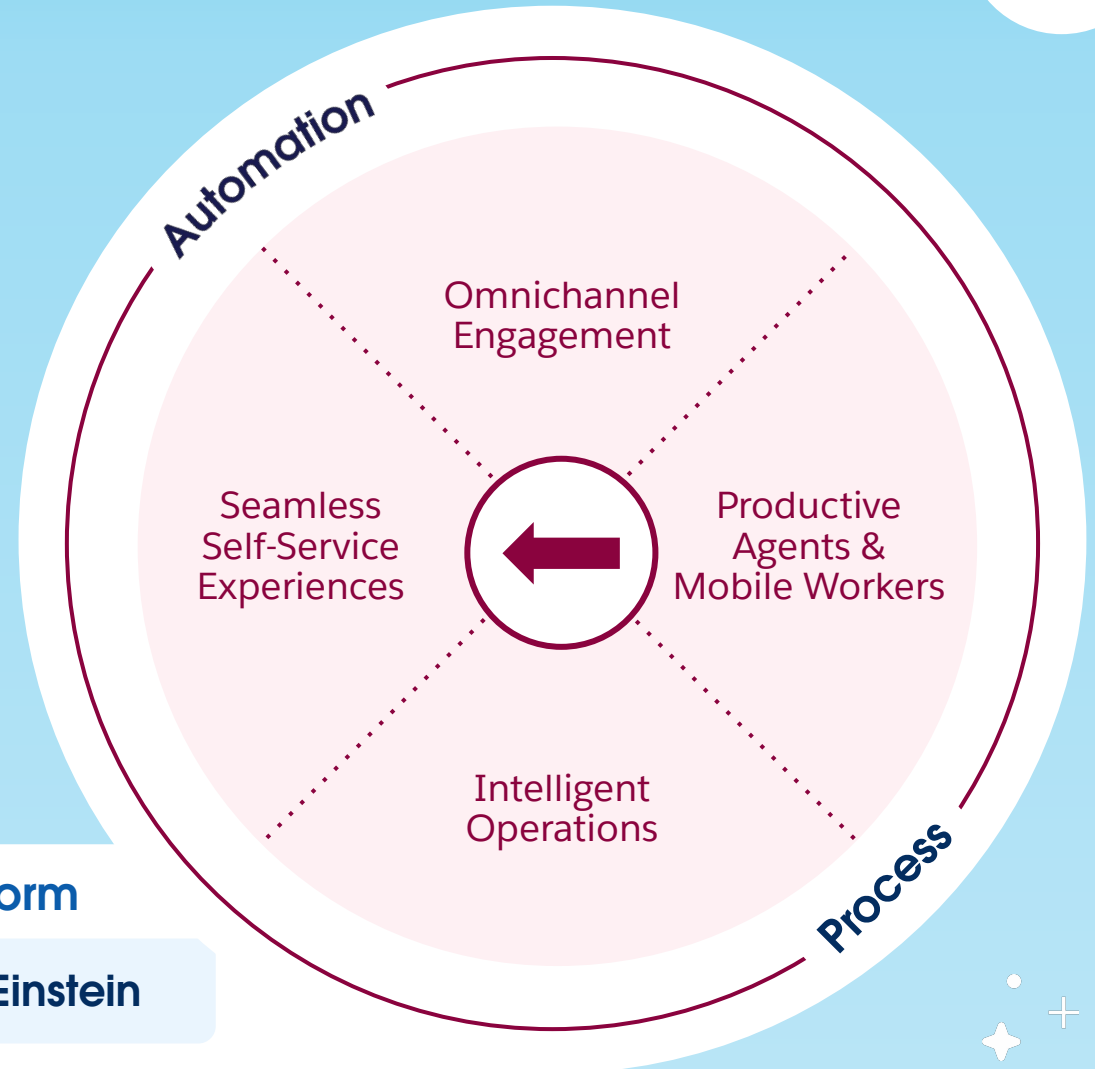 Automation
Omnichannel
Engagement
Seamless
Self-Service
Experiences
Productive
Agents &
Mobile Workers
Intelligent
Operations
Process
orm
Einstein